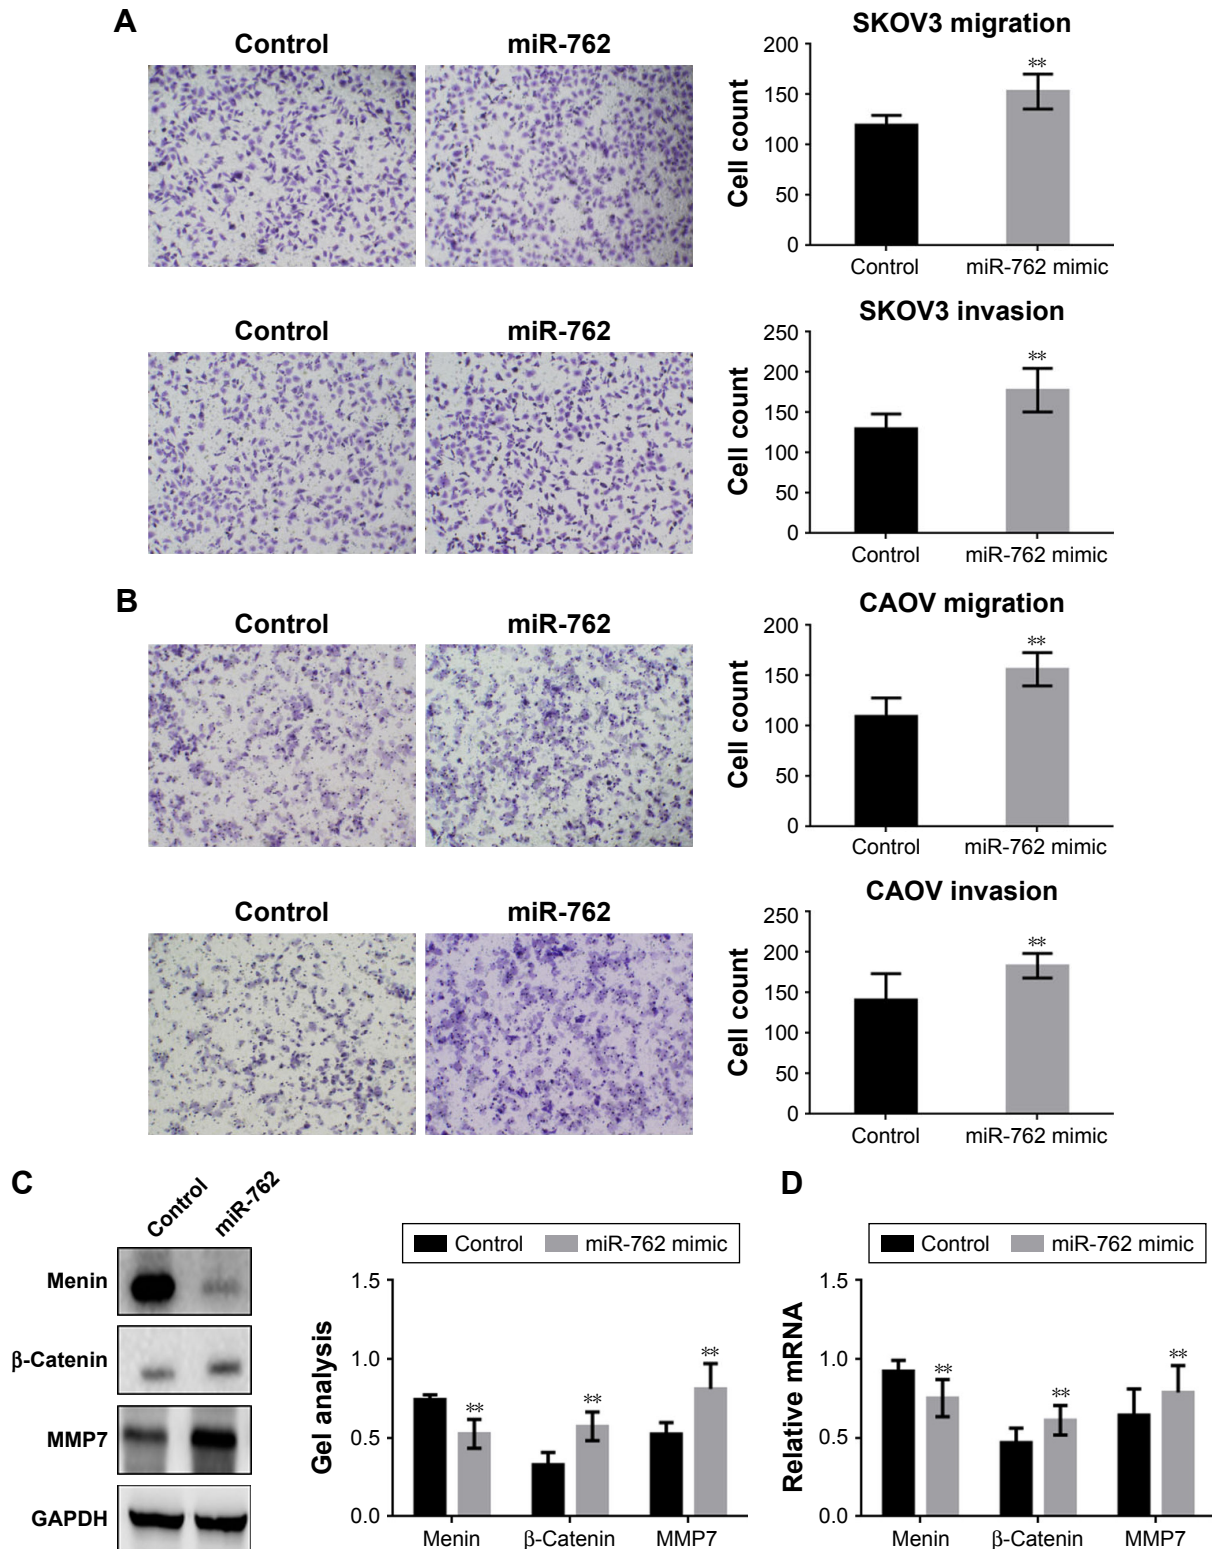 A
Control
miR-762
SKOV3 migration
Cell count
200
150
100
50
0
**
Control
miR-762 mimic
Control
miR-762
SKOV3 invasion
Cell count
250
200
150
100
50
0
**
Control
miR-762 mimic
B
Control
miR-762
CAOV migration
Cell count
200
150
100
50
0
**
Control
miR-762 mimic
Control
miR-762
CAOV invasion
Cell count
250
200
150
100
50
0
**
Control
miR-762 mimic
C
Control
miR-762
Menin
β-Catenin
MMP7
GAPDH
Control
miR-762 mimic
Gel analysis
1.5
1.0
0.5
0.0
**
**
**
Menin
β-Catenin
MMP7
D
Control
miR-762 mimic
Relative mRNA
1.5
1.0
0.5
0.0
**
**
**
Menin
β-Catenin
MMP7